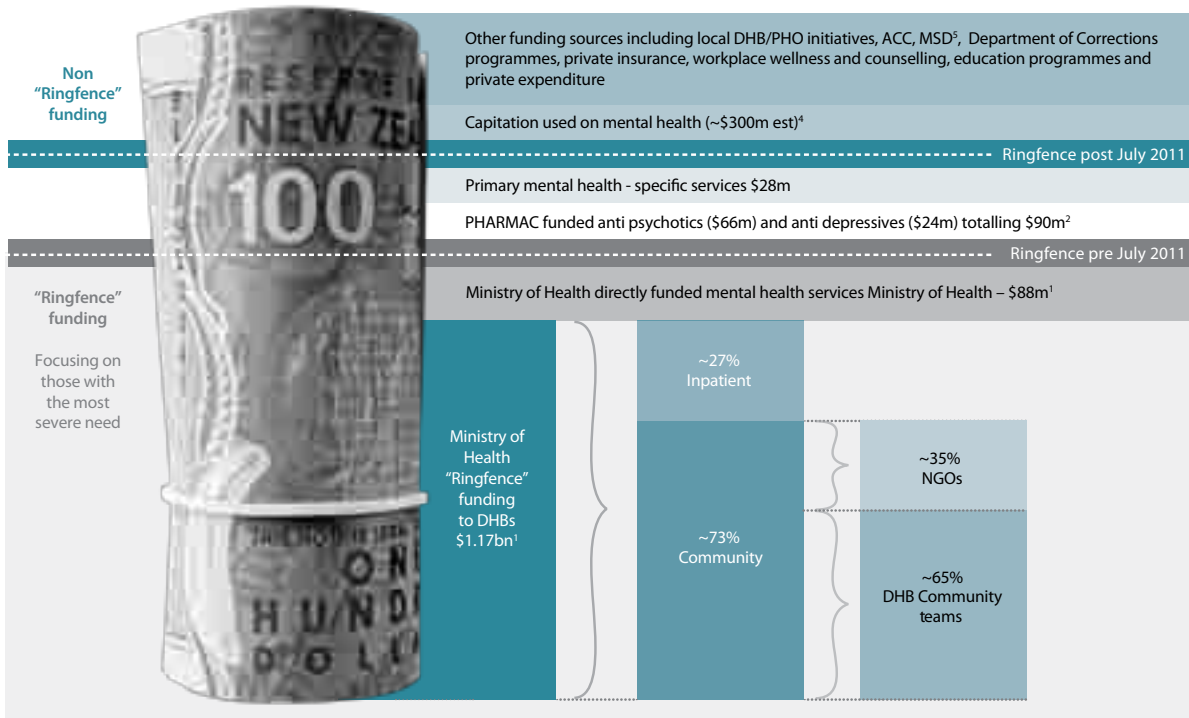 Non
“Ringfence”
funding
Other funding sources including local DHB/PHO initiatives, ACC, MSD⁵, Department of Corrections
programmes, private insurance, workplace wellness and counselling, education programmes and
private expenditure
Capitation used on mental health (~$300m est)⁴
Ringfence post July 2011
Primary mental health - specific services $28m
PHARMAC funded anti psychotics ($66m) and anti depressives ($24m) totalling $90m²
Ringfence pre July 2011
“Ringfence”
funding
Focusing on
those with
the most
severe need
Ministry of Health directly funded mental health services Ministry of Health – $88m¹
Ministry of
Health
“Ringfence”
funding
to DHBs
$1.17bn¹
~27%
Inpatient
~73%
Community
~35%
NGOs
~65%
DHB Community
teams
RESERVE
NEW ZE
100
ON
HUND
DOLL